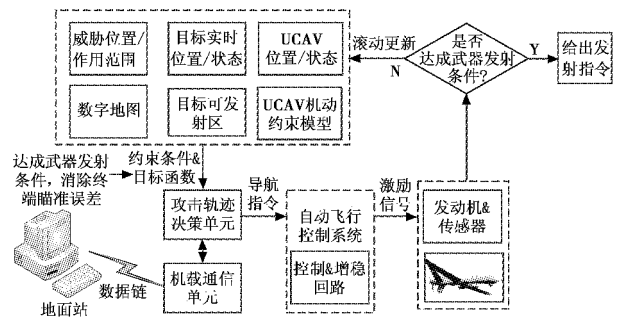 威胁位置/
作用范围
目标实时
位置/状态
UCAV
位置/状态
数字地图
目标可发
射区
UCAV机动
约束模型
滚动更新
N
是否
达成武器发射
条件?
Y
给出发
射指令
达成武器发射
条件，消除终
端瞄准误差
约束条件&
目标函数
攻击轨迹
决策单元
导航
指令
自动飞行
控制系统
控制&增稳
回路
激励
信号
发动机&
传感器
机载通信
单元
数据链
地面站